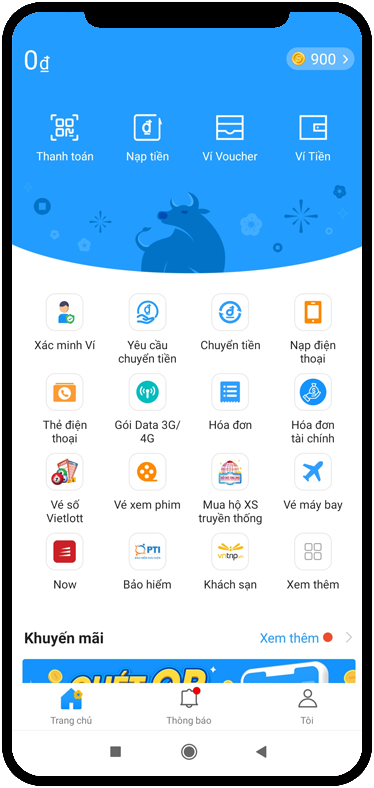 0₫
900
Thanh toán
Nạp tiền
Ví Voucher
Ví Tiền
Xác minh Ví
Yêu cầu
chuyển tiền
Chuyển tiền
Nạp điện
thoại
Thẻ điện
thoại
Gói Data 3G/
4G
Hóa đơn
Hóa đơn
tài chính
Vé số
Vietlott
Vé xem phim
Mua hộ XS
truyền thống
Vé máy bay
Now
PTI
Bảo hiểm
vntrip
Khách sạn
Xem thêm
Khuyến mãi
Xem thêm
QUÉT QR
Trang chủ
Thông báo
Tôi